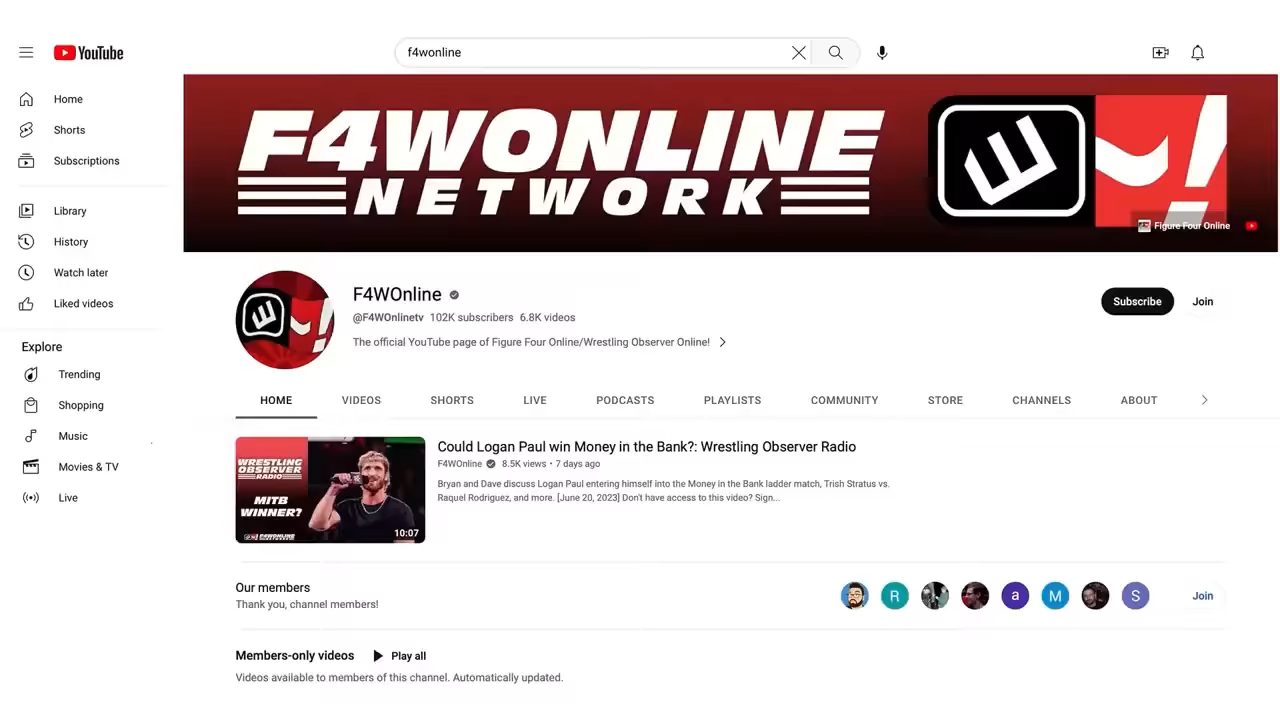 YouTube
f4wonline
Home
Shorts
Subscriptions
Library
History
Watch later
Liked videos
Explore
Trending
Shopping
Music
Movies & TV
Live
F4WONLINE
NETWORK
Figure Four Online
F4WOnline
@F4WOnlinetv 102K subscribers 6.8K videos
The official YouTube page of Figure Four Online/Wrestling Observer Online!
Subscribe
Join
HOME VIDEOS SHORTS LIVE PODCASTS PLAYLISTS COMMUNITY STORE CHANNELS ABOUT
WRESTLING
OBSERVER
RADIO
MITB
WINNER?
F4WONLINE
10:07
Could Logan Paul win Money in the Bank?: Wrestling Observer Radio
F4WOnline 8.5K views • 7 days ago
Bryan and Dave discuss Logan Paul entering himself into the Money in the Bank ladder match, Trish Stratus vs.
Raquel Rodriguez, and more. [June 20, 2023] Don't have access to this video? Sign...
Our members
Thank you, channel members!
R
a
M
S
Join
Members-only videos Play all
Videos available to members of this channel. Automatically updated.